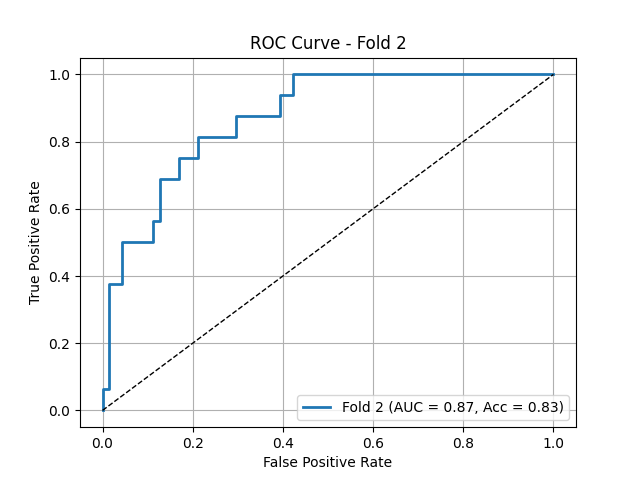 ROC Curve - Fold 2
1.0
0.8
0.6
0.4
0.2
0.0
True Positive Rate
Fold 2 (AUC = 0.87, Acc = 0.83)
0.0 0.2 0.4 0.6 0.8 1.0
False Positive Rate